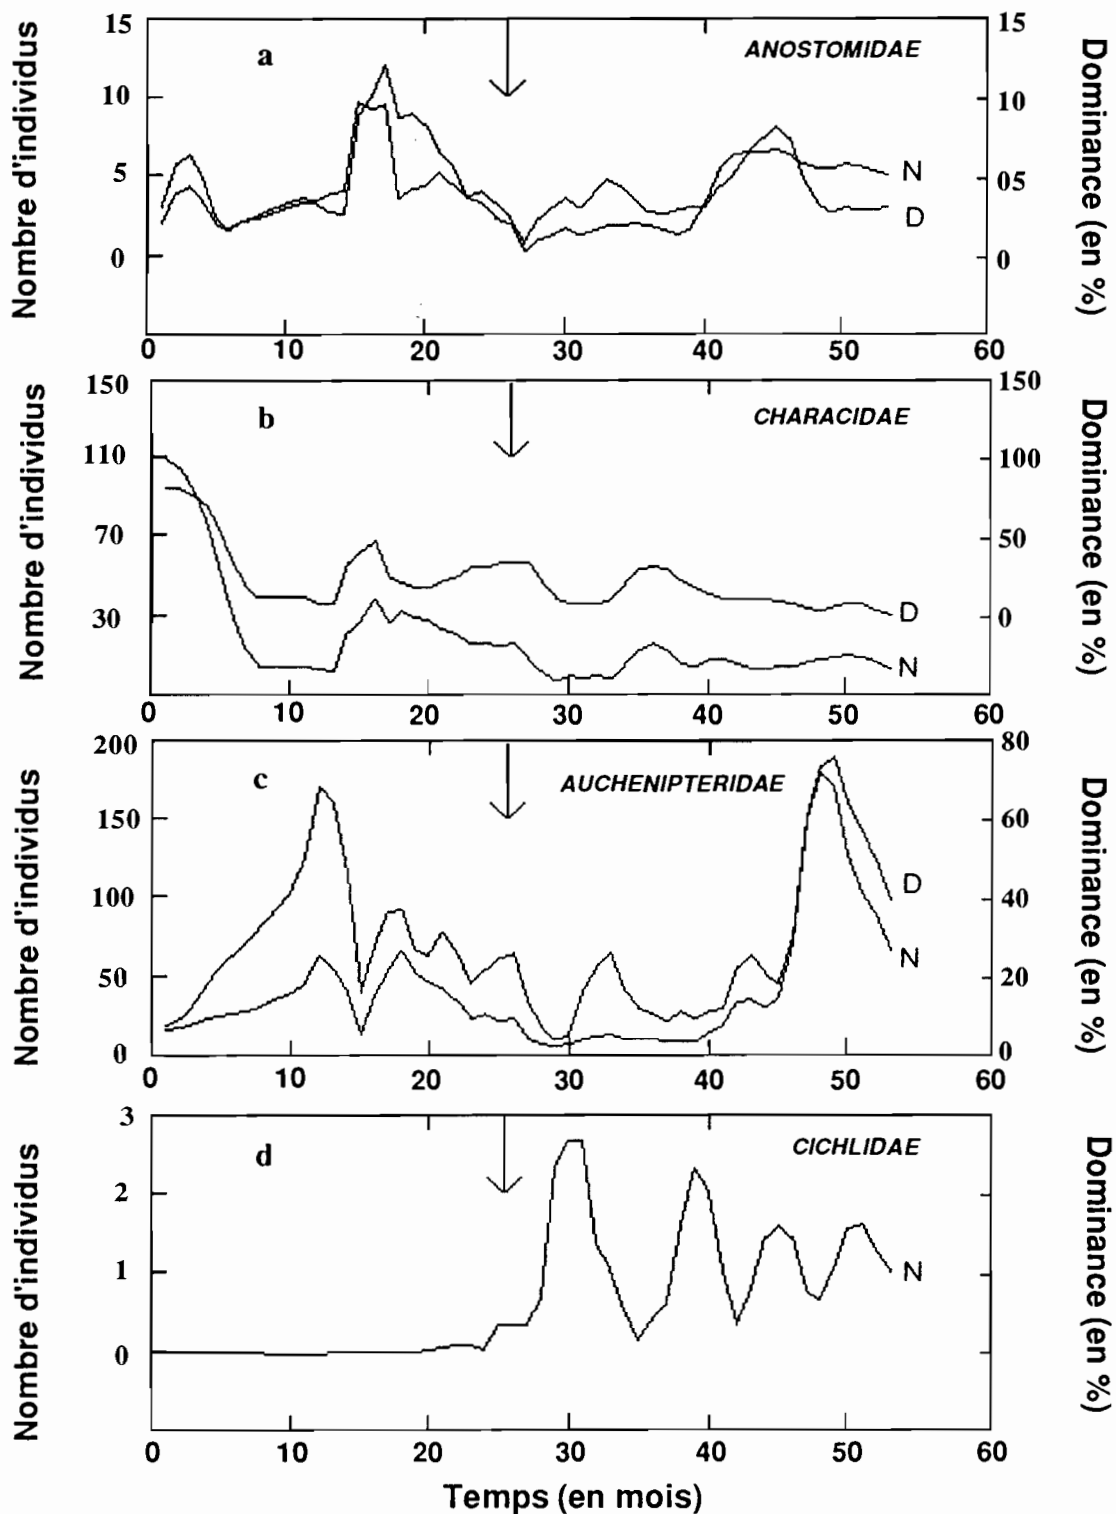 Nombre d'individus
15
10
5
0
a
ANOSTOMIDAE
N
D
15
10
05
0
Dominance (en %)
0 10 20 30 40 50 60
Nombre d'individus
150
110
70
30
b
CHARACIDAE
D
N
150
100
50
0
Dominance (en %)
0 10 20 30 40 50 60
Nombre d'individus
200
150
100
50
0
c
AUCHENIPTERIDAE
D
N
80
60
40
20
0
Dominance (en %)
0 10 20 30 40 50 60
Nombre d'individus
3
2
1
0
d
CICHLIDAE
N
Dominance (en %)
0 10 20 30 40 50 60
Temps (en mois)